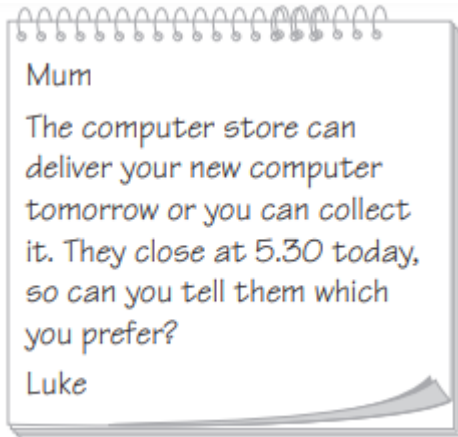 Mum
The computer store can
deliver your new computer
tomorrow or you can collect
it. They close at 5.30 today,
so can you tell them which
you prefer?
Luke